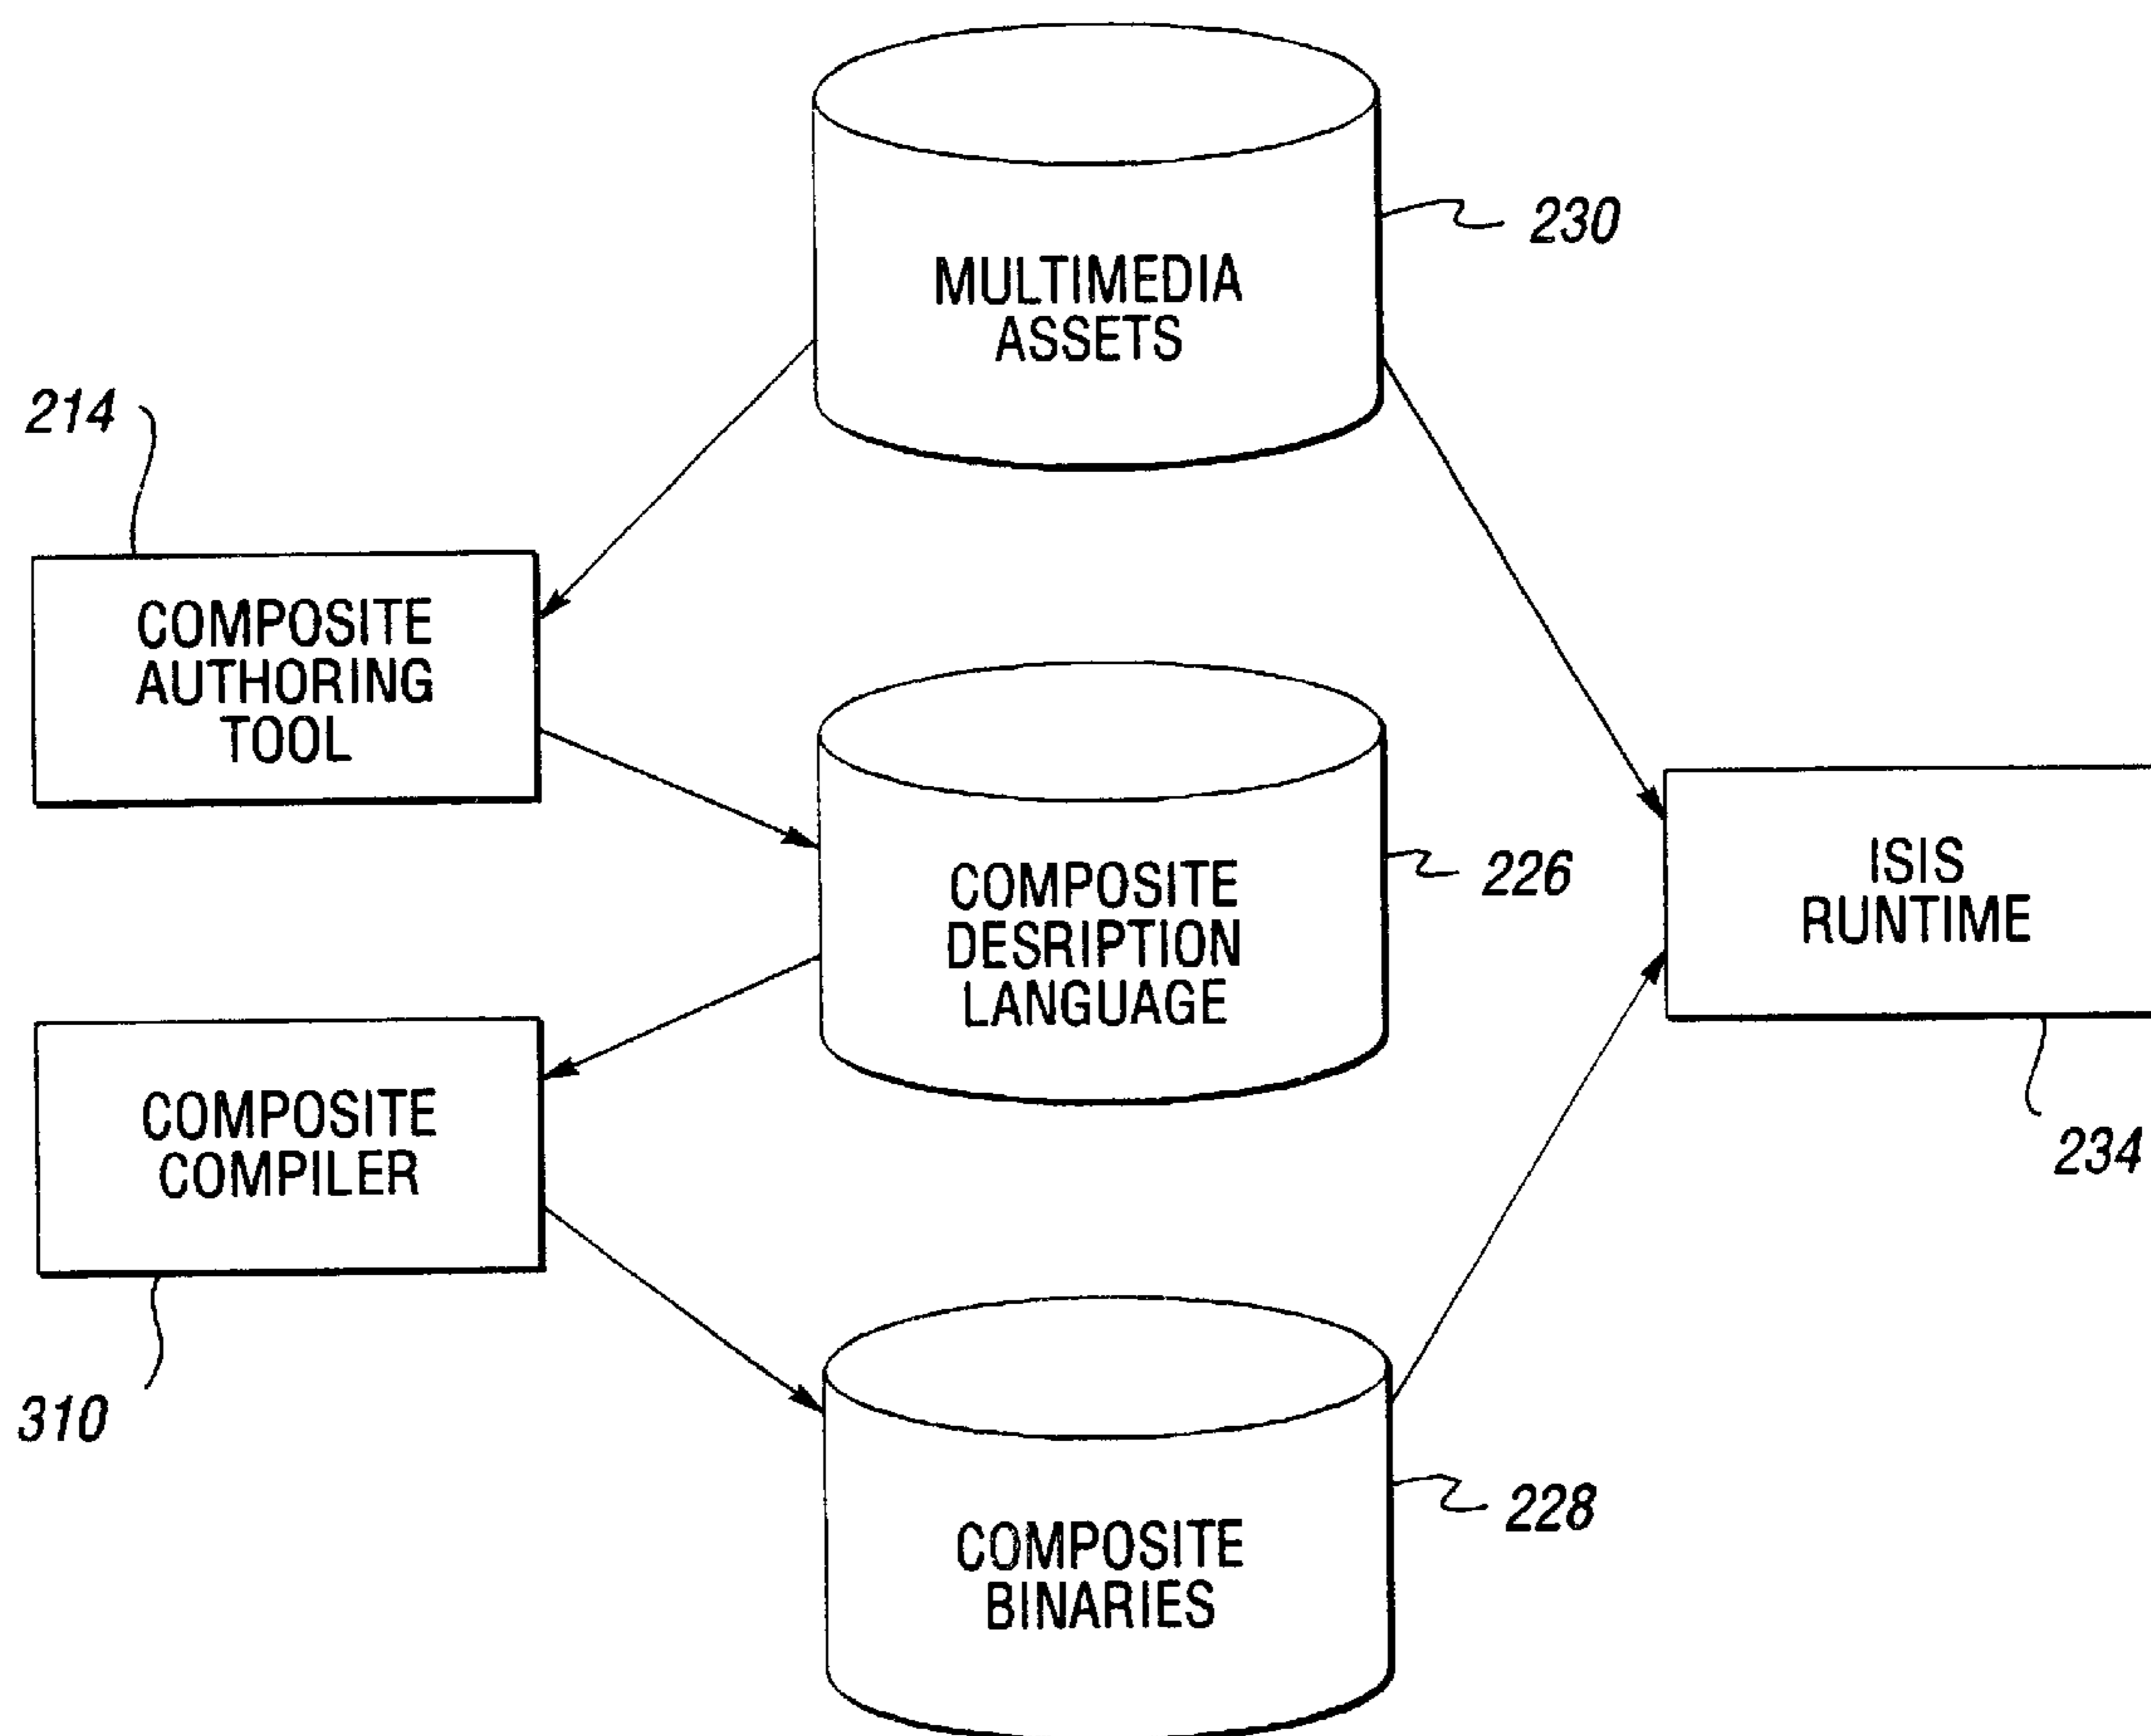 230
MULTIMEDIA
ASSETS
214
COMPOSITE
AUTHORING
TOOL
COMPOSITE
DESRIPTION
LANGUAGE
226
ISIS
RUNTIME
234
COMPOSITE
COMPILER
310
COMPOSITE
BINARIES
228